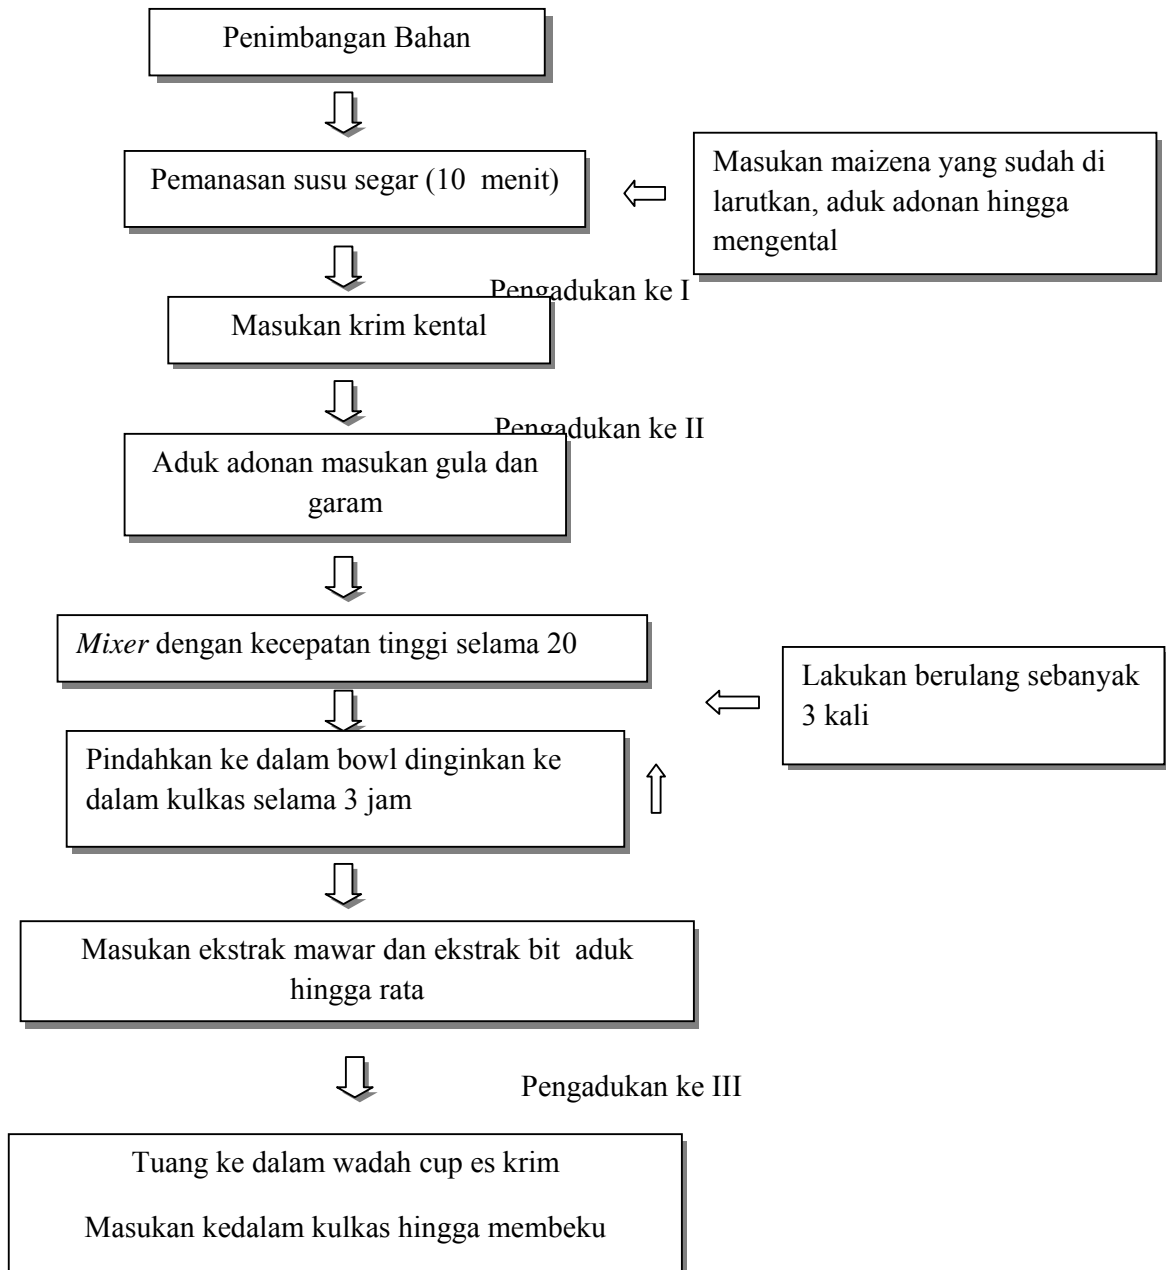 Penimbangan Bahan
Pemanasan susu segar (10 menit)
Masukan maizena yang sudah di
larutkan, aduk adonan hingga
mengental
Pengadukan ke I
Masukan krim kental
Pengadukan ke II
Aduk adonan masukan gula dan
garam
Mixer dengan kecepatan tinggi selama 20
Lakukan berulang sebanyak
3 kali
Pindahkan ke dalam bowl dinginkan ke
dalam kulkas selama 3 jam
Masukan ekstrak mawar dan ekstrak bit aduk
hingga rata
Pengadukan ke III
Tuang ke dalam wadah cup es krim
Masukan kedalam kulkas hingga membeku